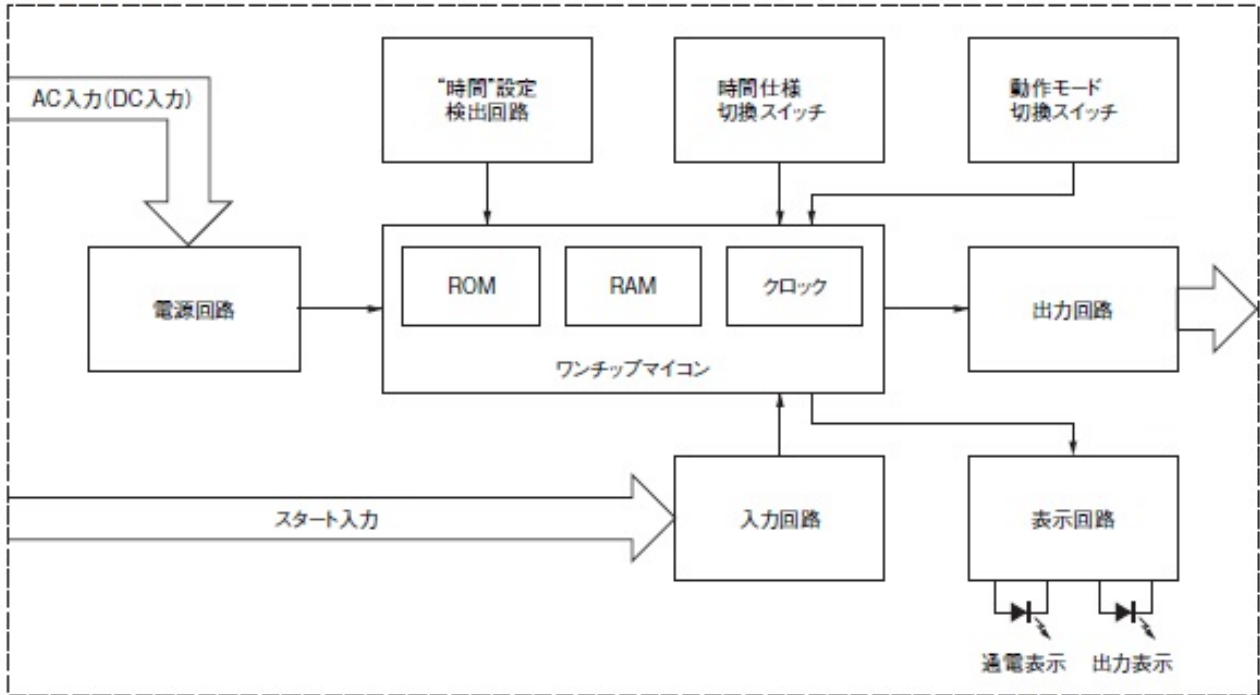 AC入力(DC入力)
“時間”設定
検出回路
時間仕様
切換スイッチ
動作モード
切換スイッチ
電源回路
ROM
RAM
クロック
ワンチップマイコン
出力回路
スタート入力
入力回路
表示回路
通電表示
出力表示